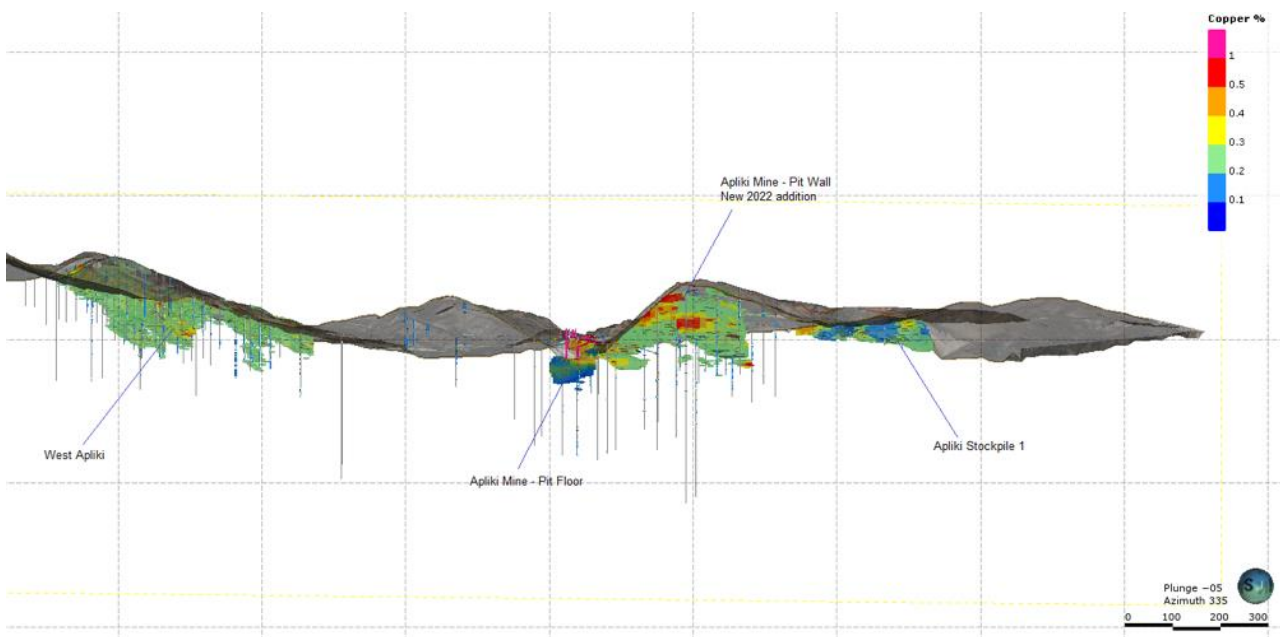 Copper %
1
0.5
0.4
0.3
0.2
0.1
Apliki Mine - Pit Wall
New 2022 addition
West Apliki
Apliki Mine - Pit Floor
Apliki Stockpile 1
Plunge -05
Azimuth 335
S
0 100 200 300